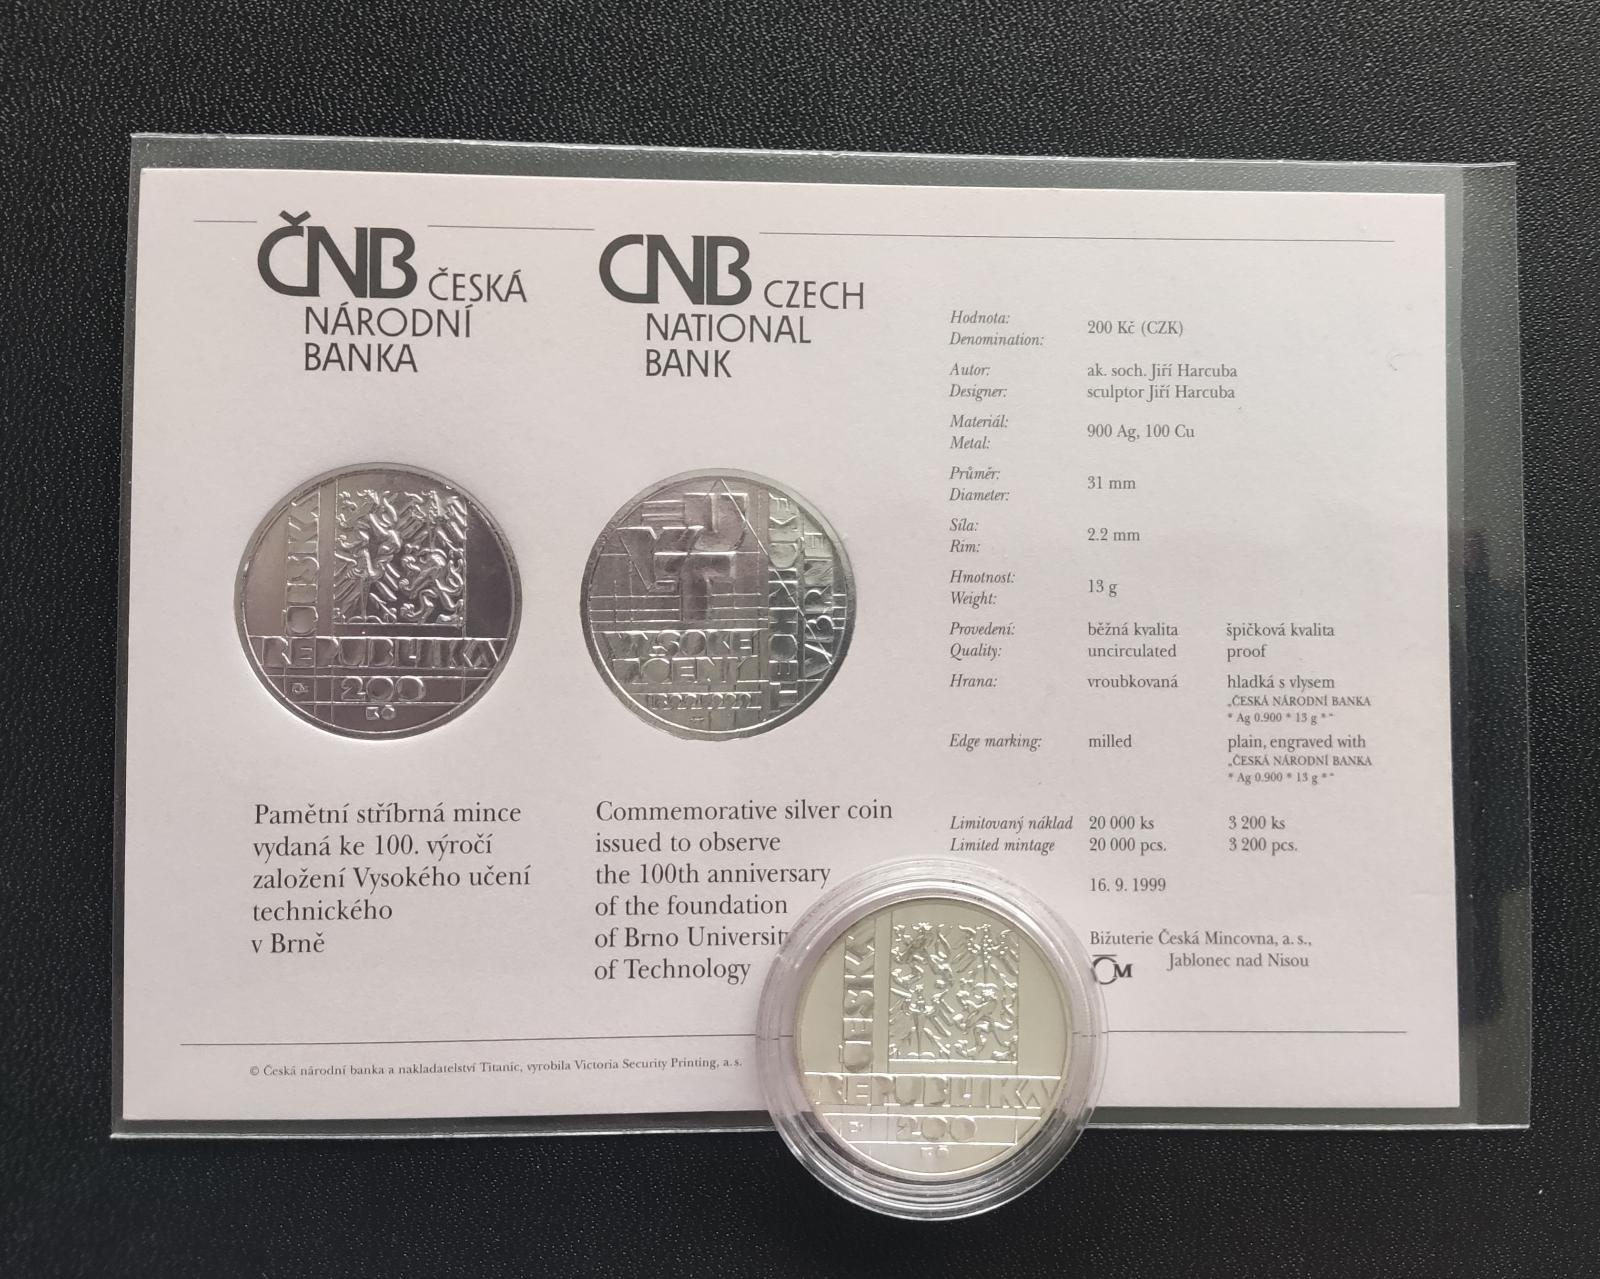 ČNB ČESKÁ
NÁRODNÍ
BANKA
CNB CZECH
NATIONAL
BANK
ČESKÁ
REPUBLIKA
200
Kč
VUT
VYSOKÉ
UČENÍ
TECHNICKÉ
V BRNĚ
Pamětní stříbrná mince
vydaná ke 100. výročí
založení Vysokého učení
technického
v Brně
Commemorative silver coin
issued to observe
the 100th anniversary
of the foundation
of Brno University
of Technology
Hodnota:
Denomination:
200 Kč (CZK)
Autor: ak. soch. Jiří Harcuba
Designer: sculptor Jiří Harcuba
Materiál:
Metal:
900 Ag, 100 Cu
Průměr:
Diameter:
31 mm
Síla:
Rim:
2.2 mm
Hmotnost:
Weight:
13 g
Provedení: běžná kvalita špičková kvalita
Quality: uncirculated proof
Hrana: vroubkovaná hladká s vlysem
„ČESKÁ NÁRODNÍ BANKA
* Ag 0.900 * 13 g *“
Edge marking: milled plain, engraved with
„ČESKÁ NÁRODNÍ BANKA
* Ag 0.900 * 13 g *“
Limitovaný náklad 20 000 ks 3 200 ks
Limited mintage 20 000 pcs. 3 200 pcs.
16. 9. 1999
Bižuterie Česká Mincovna, a. s.,
ČM Jablonec nad Nisou
© Česká národní banka a nakladatelství Titanic, vyrobila Victoria Security Printing, a. s.
ČESKÁ
REPUBLIKA
200
Kč